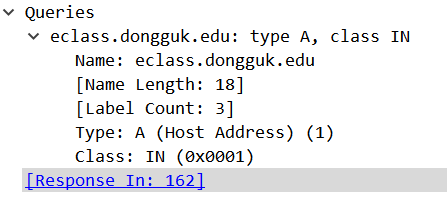 Queries
eclass.dongguk.edu: type A, class IN
Name: eclass.dongguk.edu
[Name Length: 18]
[Label Count: 3]
Type: A (Host Address) (1)
Class: IN (0x0001)
[Response In: 162]